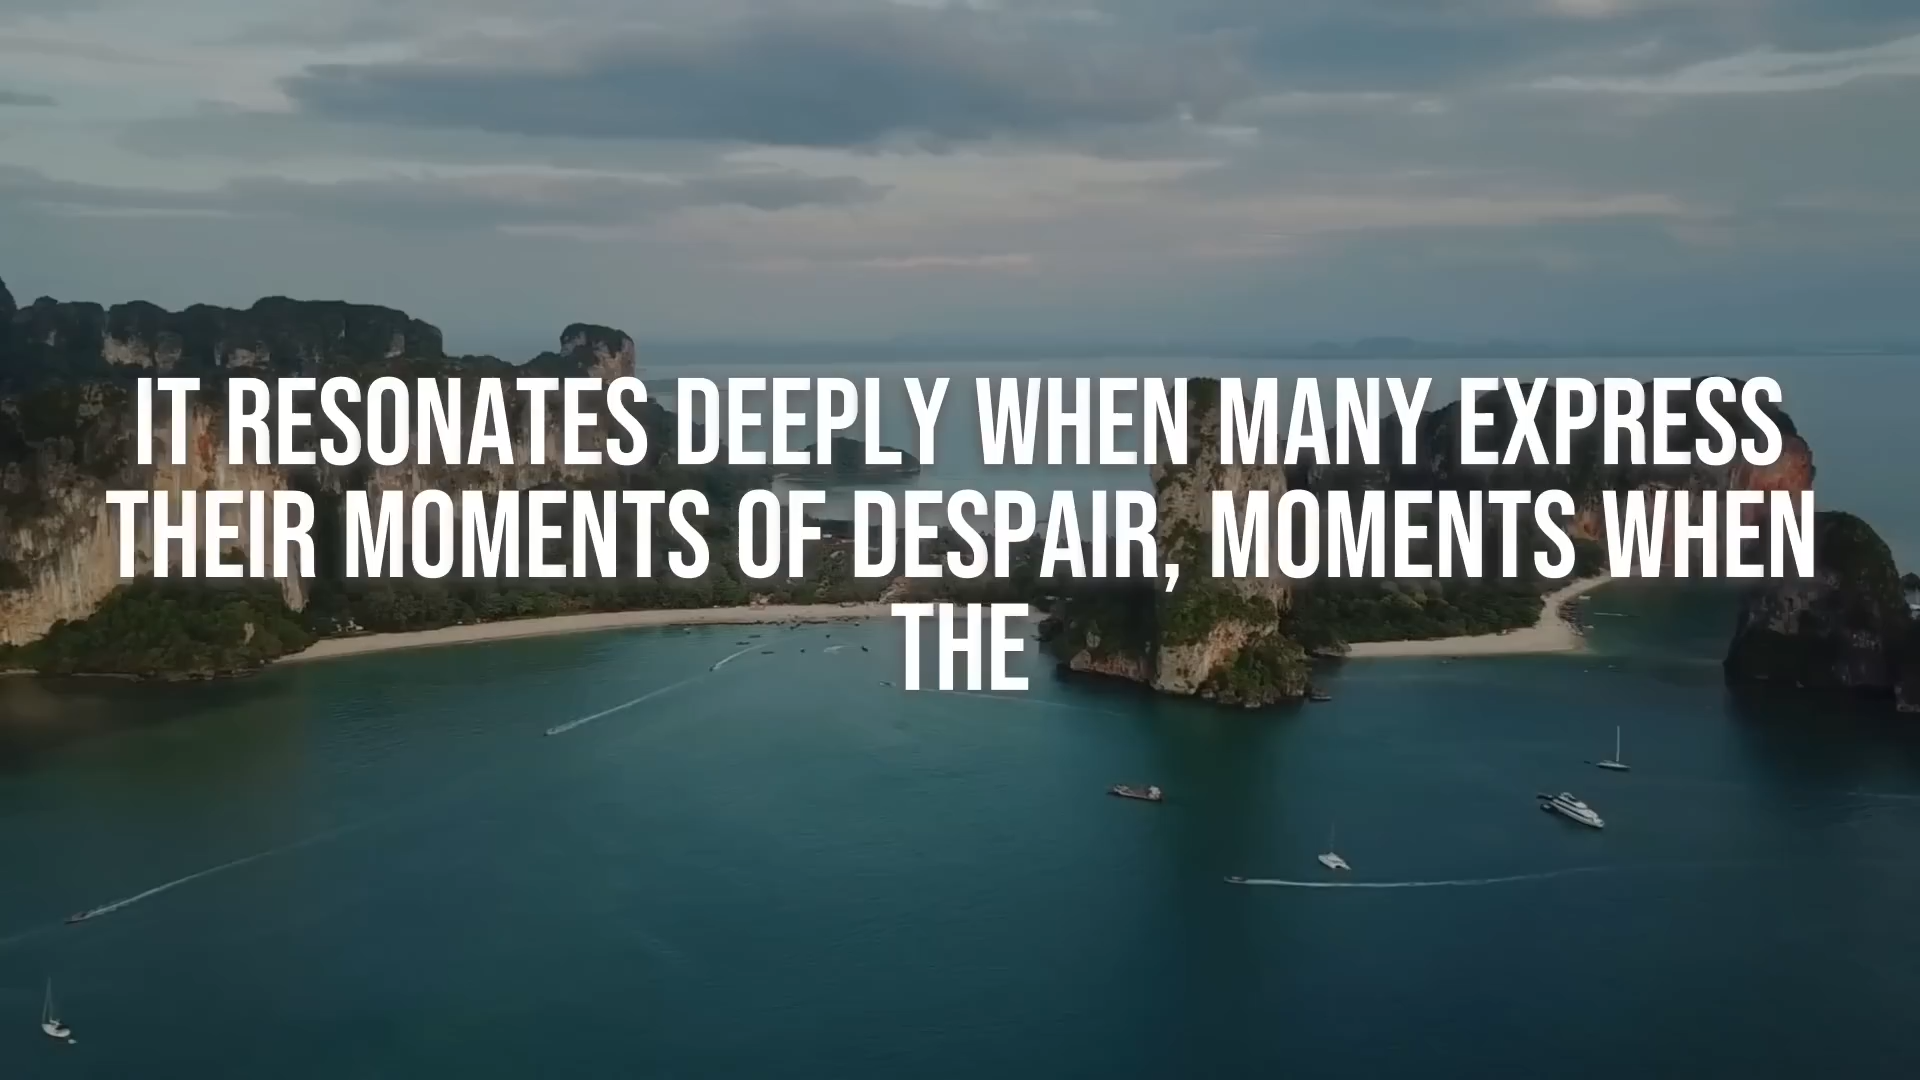 IT RESONATES DEEPLY WHEN MANY EXPRESS
THEIR MOMENTS OF DESPAIR, MOMENTS WHEN
THE